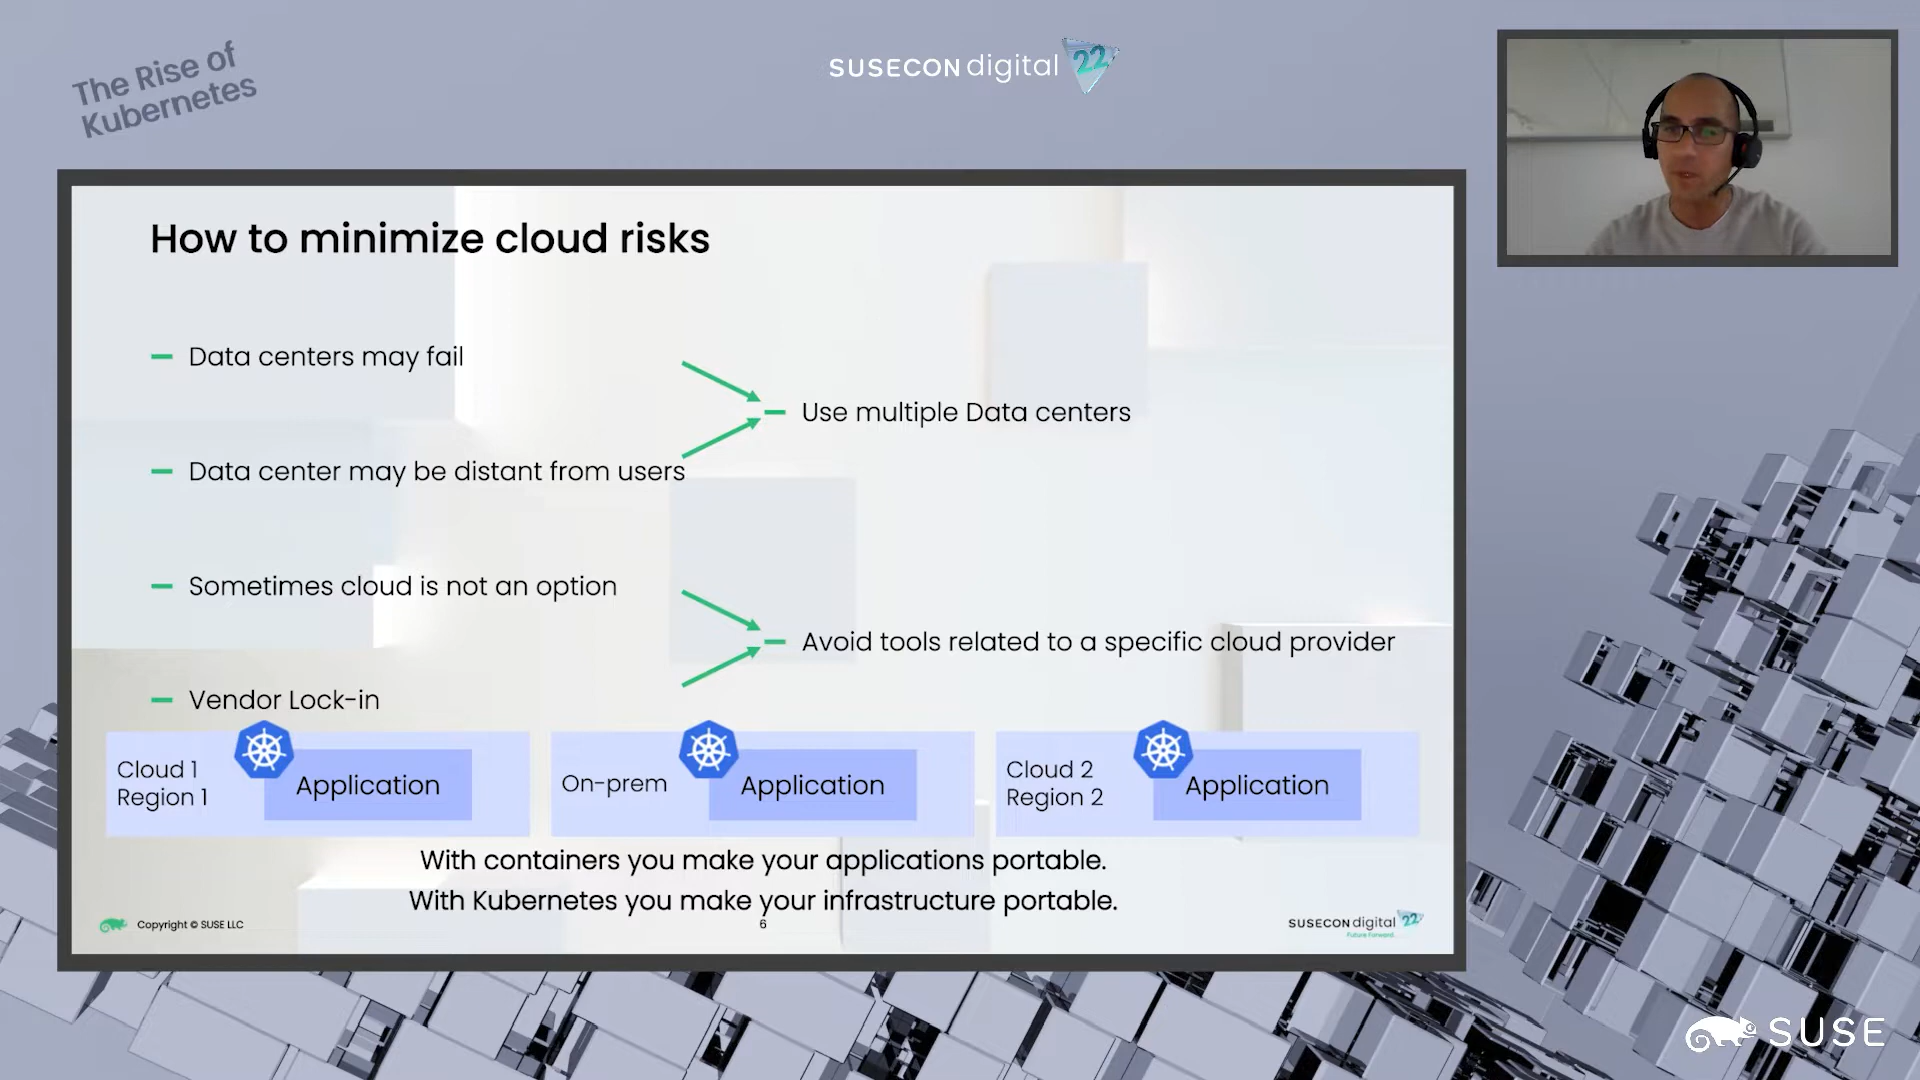 The Rise of
Kubernetes
SUSECON digital 22
How to minimize cloud risks
Data centers may fail
Use multiple Data centers
Data center may be distant from users
Sometimes cloud is not an option
Avoid tools related to a specific cloud provider
Vendor Lock-in
Cloud 1
Region 1
Application
On-prem
Application
Cloud 2
Region 2
Application
With containers you make your applications portable.
With Kubernetes you make your infrastructure portable.
Copyright © SUSE LLC
6
SUSECON digital 22
Future Forward.
SUSE